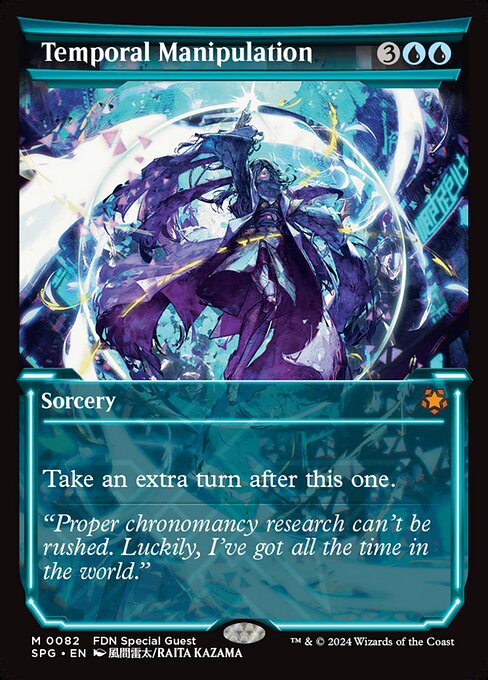 Temporal Manipulation 3
Sorcery
Take an extra turn after this one.
“Proper chronomancy research can’t be
rushed. Luckily, I’ve got all the time in
the world.”
M 0082 FDN Special Guest
SPG • EN 風間雷太/RAITA KAZAMA
™ & © 2024 Wizards of the Coast